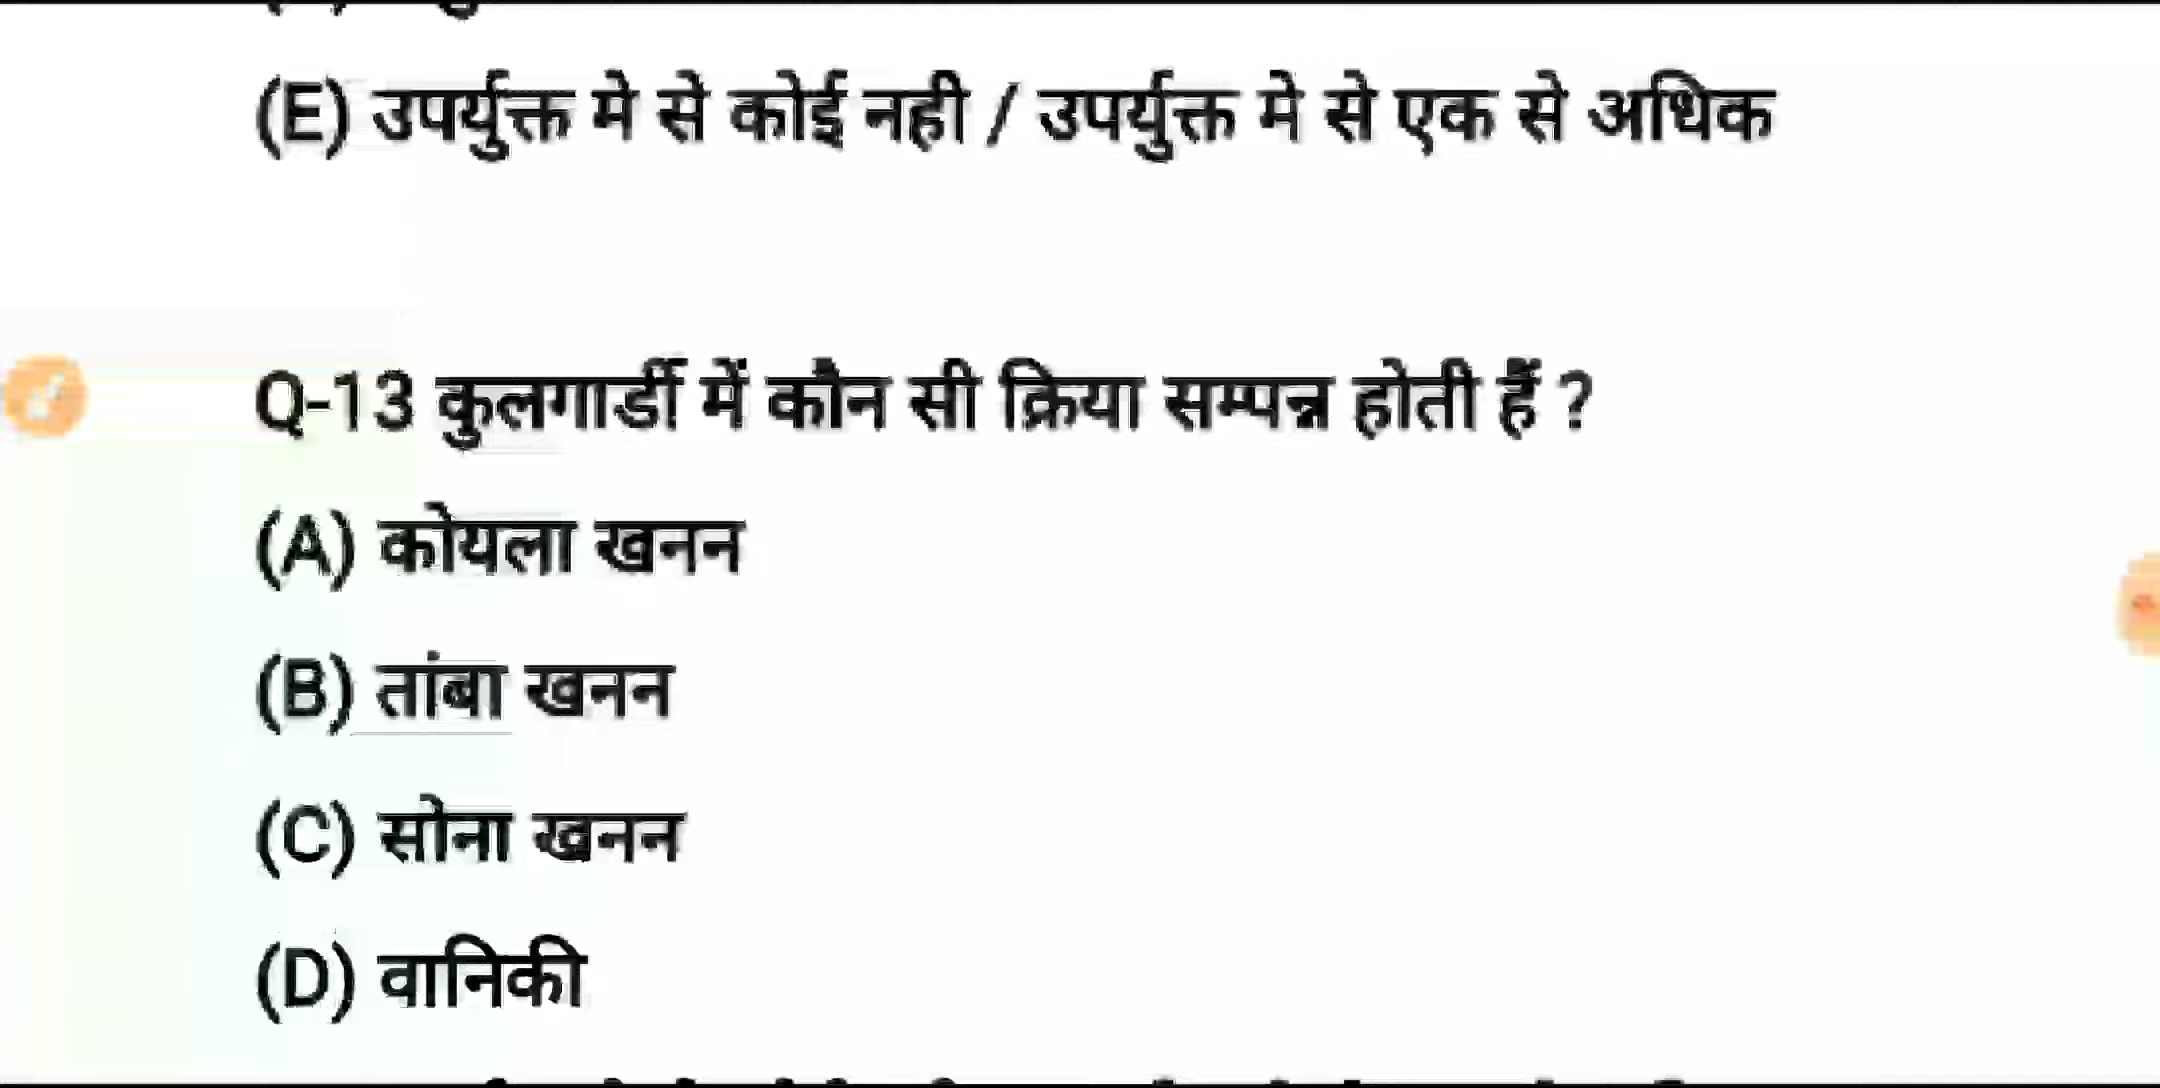 (E) उपर्युक्त मे से कोई नही / उपर्युक्त मे से एक से अधिक
Q-13 कुलगार्डी में कौन सी क्रिया सम्पन्न होती हैं ?
(A) कोयला खनन
(B) तांबा खनन
(C) सोना खनन
(D) वानिकी